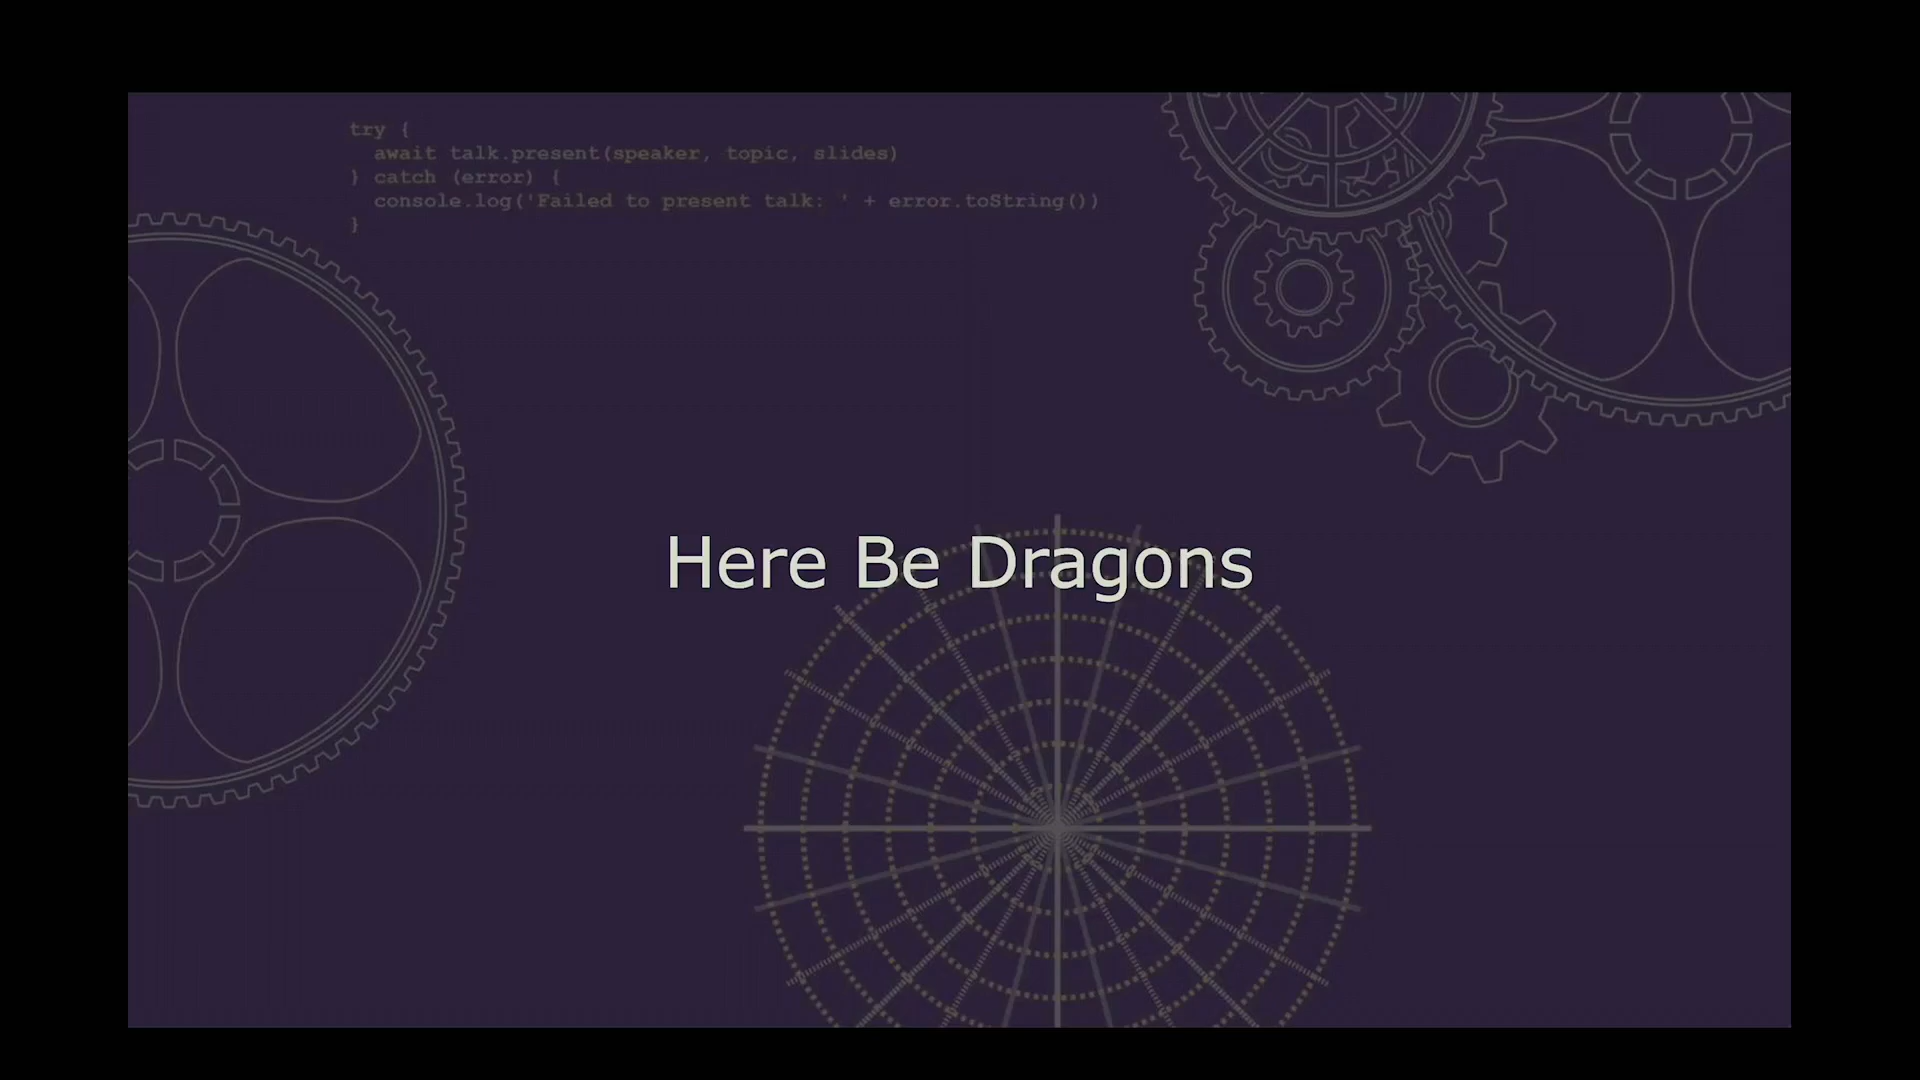 try {
  await talk.present(speaker, topic, slides)
} catch (error) {
  console.log('Failed to present talk: ' + error.toString())
}
Here Be Dragons